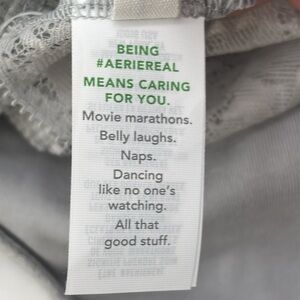 BEING
#AERIEREAL
MEANS CARING
FOR YOU.
Movie marathons.
Belly laughs.
Naps.
Dancing
like no one's
watching.
All that
good stuff.